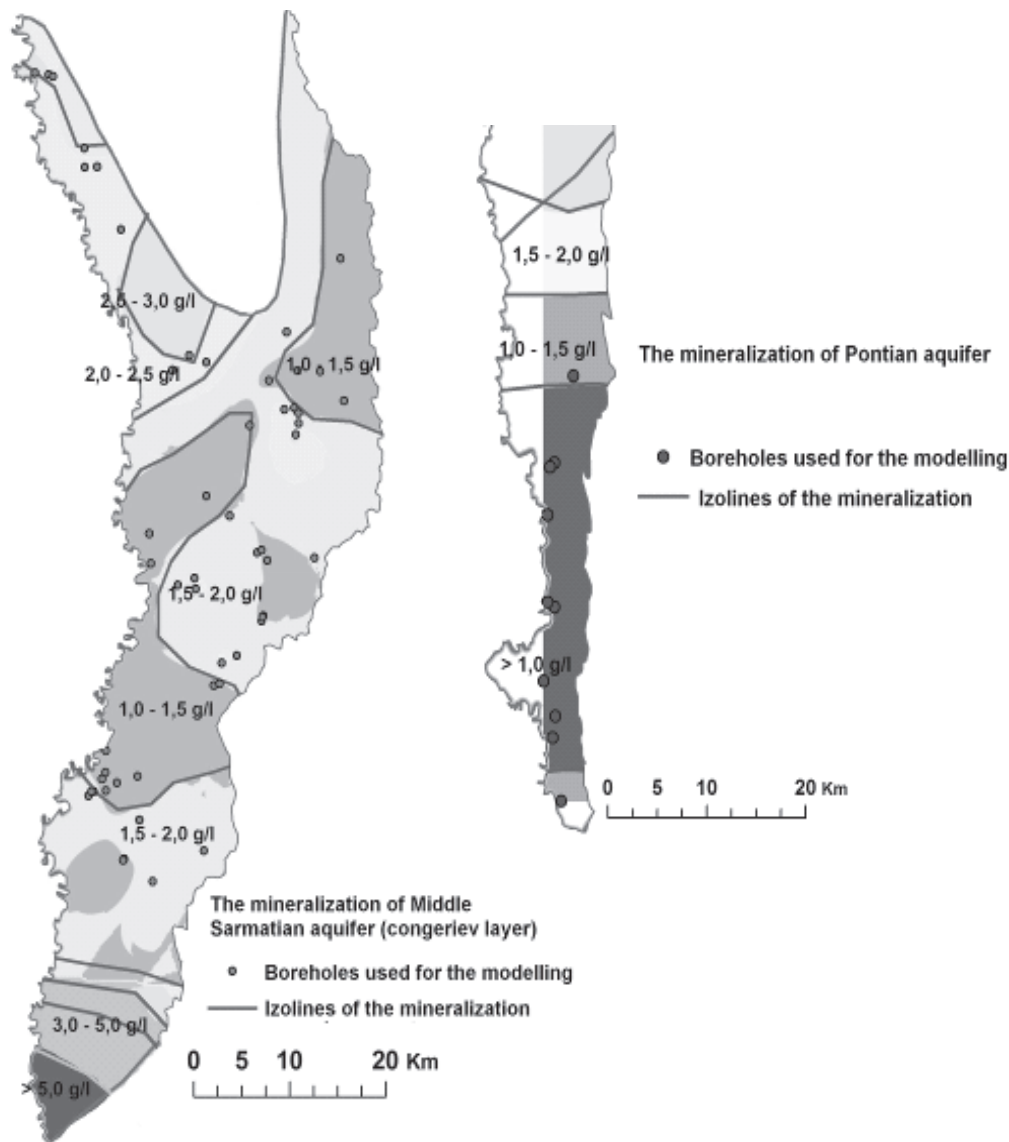 2,5 - 3,0 g/l
2,0 - 2,5 g/l
1,0 - 1,5 g/l
1,5 - 2,0 g/l
1,0 - 1,5 g/l
1,5 - 2,0 g/l
3,0 - 5,0 g/l
> 5,0 g/l
The mineralization of Middle
Sarmatian aquifer (congeriev layer)
Boreholes used for the modelling
Izolines of the mineralization
0 5 10 20 Km
1,5 - 2,0 g/l
1,0 - 1,5 g/l
> 1,0 g/l
The mineralization of Pontian aquifer
Boreholes used for the modelling
Izolines of the mineralization
0 5 10 20 Km